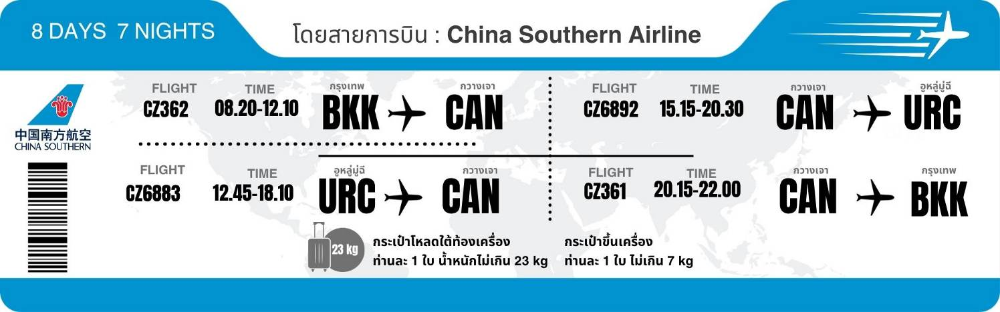 8 DAYS 7 NIGHTS
โดยสายการบิน : China Southern Airline
中国南方航空
CHINA SOUTHERN
FLIGHT TIME กรุงเทพ กวางเจา
CZ362 08.20-12.10 BKK CAN
FLIGHT TIME กวางเจา อูหลู่มู่ฉี
CZ6892 15.15-20.30 CAN URC
FLIGHT TIME อูหลู่มู่ฉี กวางเจา
CZ6883 12.45-18.10 URC CAN
FLIGHT TIME กวางเจา กรุงเทพ
CZ361 20.15-22.00 CAN BKK
23 kg
กระเป๋าโหลดใต้ท้องเครื่อง
ท่านละ 1 ใบ น้ำหนักไม่เกิน 23 kg
กระเป๋าขึ้นเครื่อง
ท่านละ 1 ใบ ไม่เกิน 7 kg